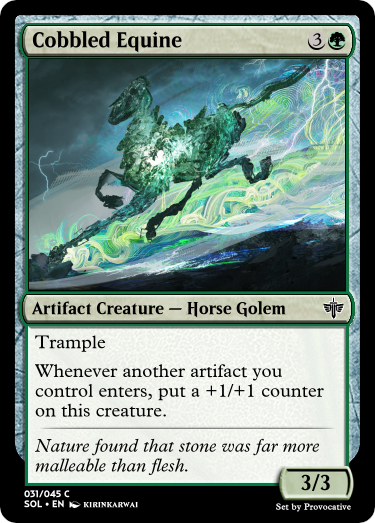 Cobbled Equine 3
Artifact Creature — Horse Golem
Trample
Whenever another artifact you
control enters, put a +1/+1 counter
on this creature.
Nature found that stone was far more
malleable than flesh.
3/3
031/045 C
SOL • EN KIRINKARWAI
Set by Provocative